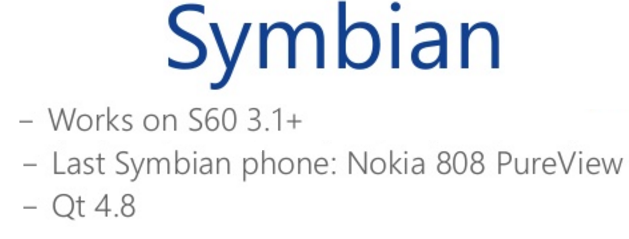 Symbian
– Works on S60 3.1+
– Last Symbian phone: Nokia 808 PureView
– Qt 4.8